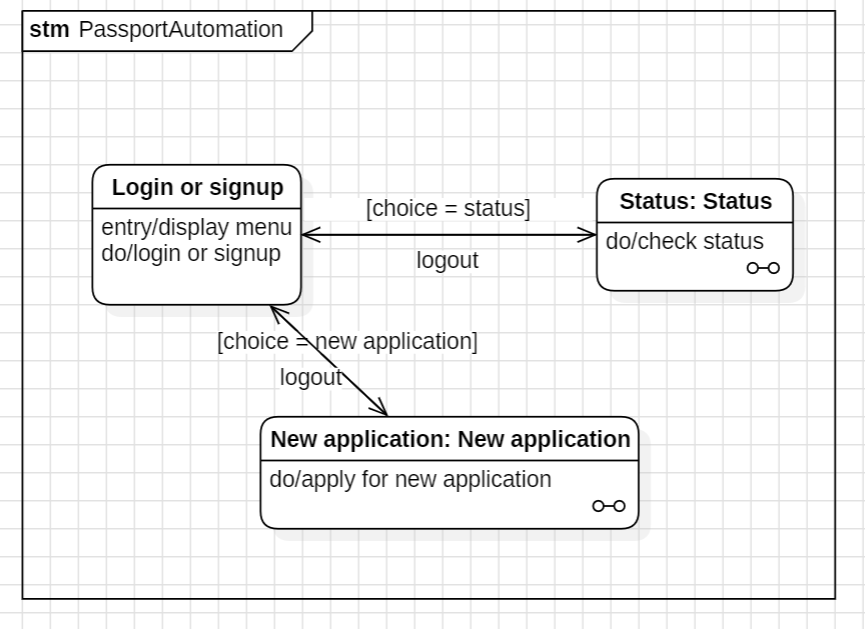 stm PassportAutomation
Login or signup
entry/display menu
do/login or signup
[choice = status]
logout
Status: Status
do/check status
[choice = new application]
logout
New application: New application
do/apply for new application